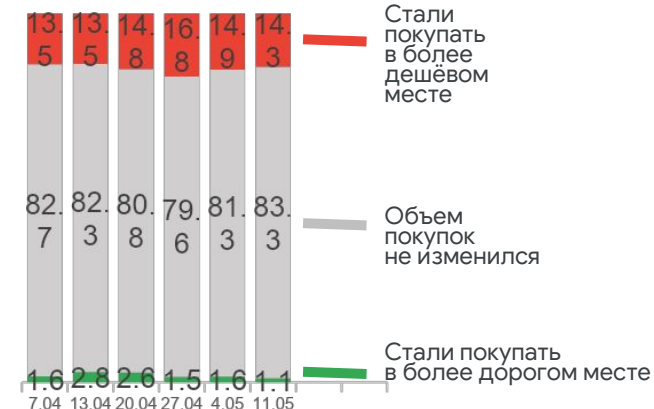 13.5 13.5 14.8 16.8 14.9 14.3
Стали
покупать
в более
дешёвом
месте
82.7 82.3 80.8 79.6 81.3 83.3
Объем
покупок
не изменился
1.6 2.8 2.6 1.5 1.6 1.1
Стали покупать
в более дорогом месте
7.04 13.04 20.04 27.04 4.05 11.05